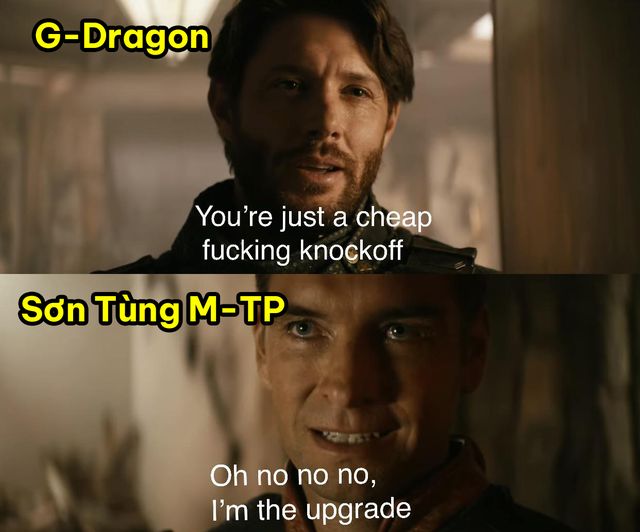 G-Dragon
You're just a cheap
fucking knockoff
Sơn Tùng M-TP
Oh no no no,
I'm the upgrade